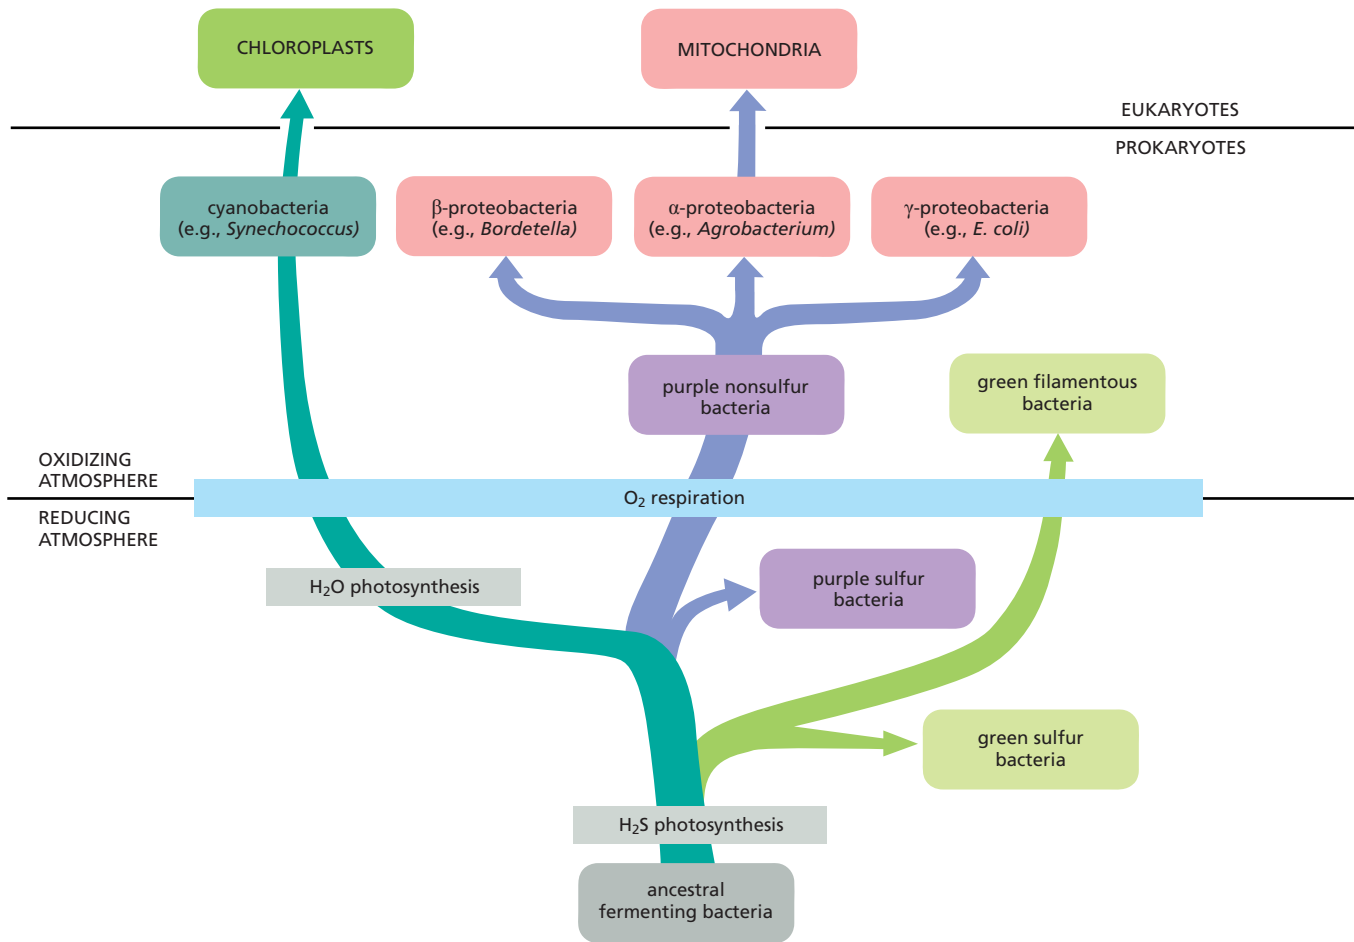 CHLOROPLASTS
MITOCHONDRIA
EUKARYOTES
PROKARYOTES
cyanobacteria
(e.g., Synechococcus)
β-proteobacteria
(e.g., Bordetella)
α-proteobacteria
(e.g., Agrobacterium)
γ-proteobacteria
(e.g., E. coli)
purple nonsulfur
bacteria
green filamentous
bacteria
OXIDIZING
ATMOSPHERE
O₂ respiration
REDUCING
ATMOSPHERE
H₂O photosynthesis
purple sulfur
bacteria
green sulfur
bacteria
H₂S photosynthesis
ancestral
fermenting bacteria